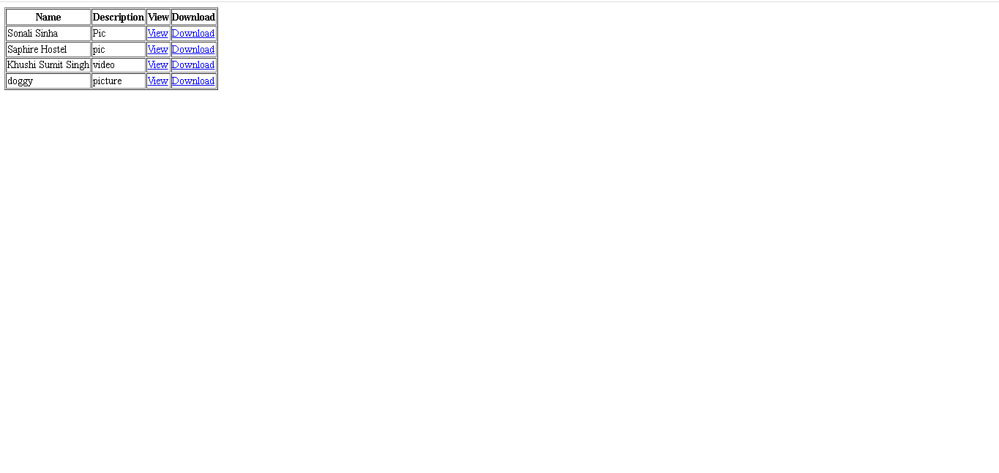 Name Description View Download
Sonali Sinha Pic View Download
Saphire Hostel pic View Download
Khushi Sumit Singh video View Download
doggy picture View Download